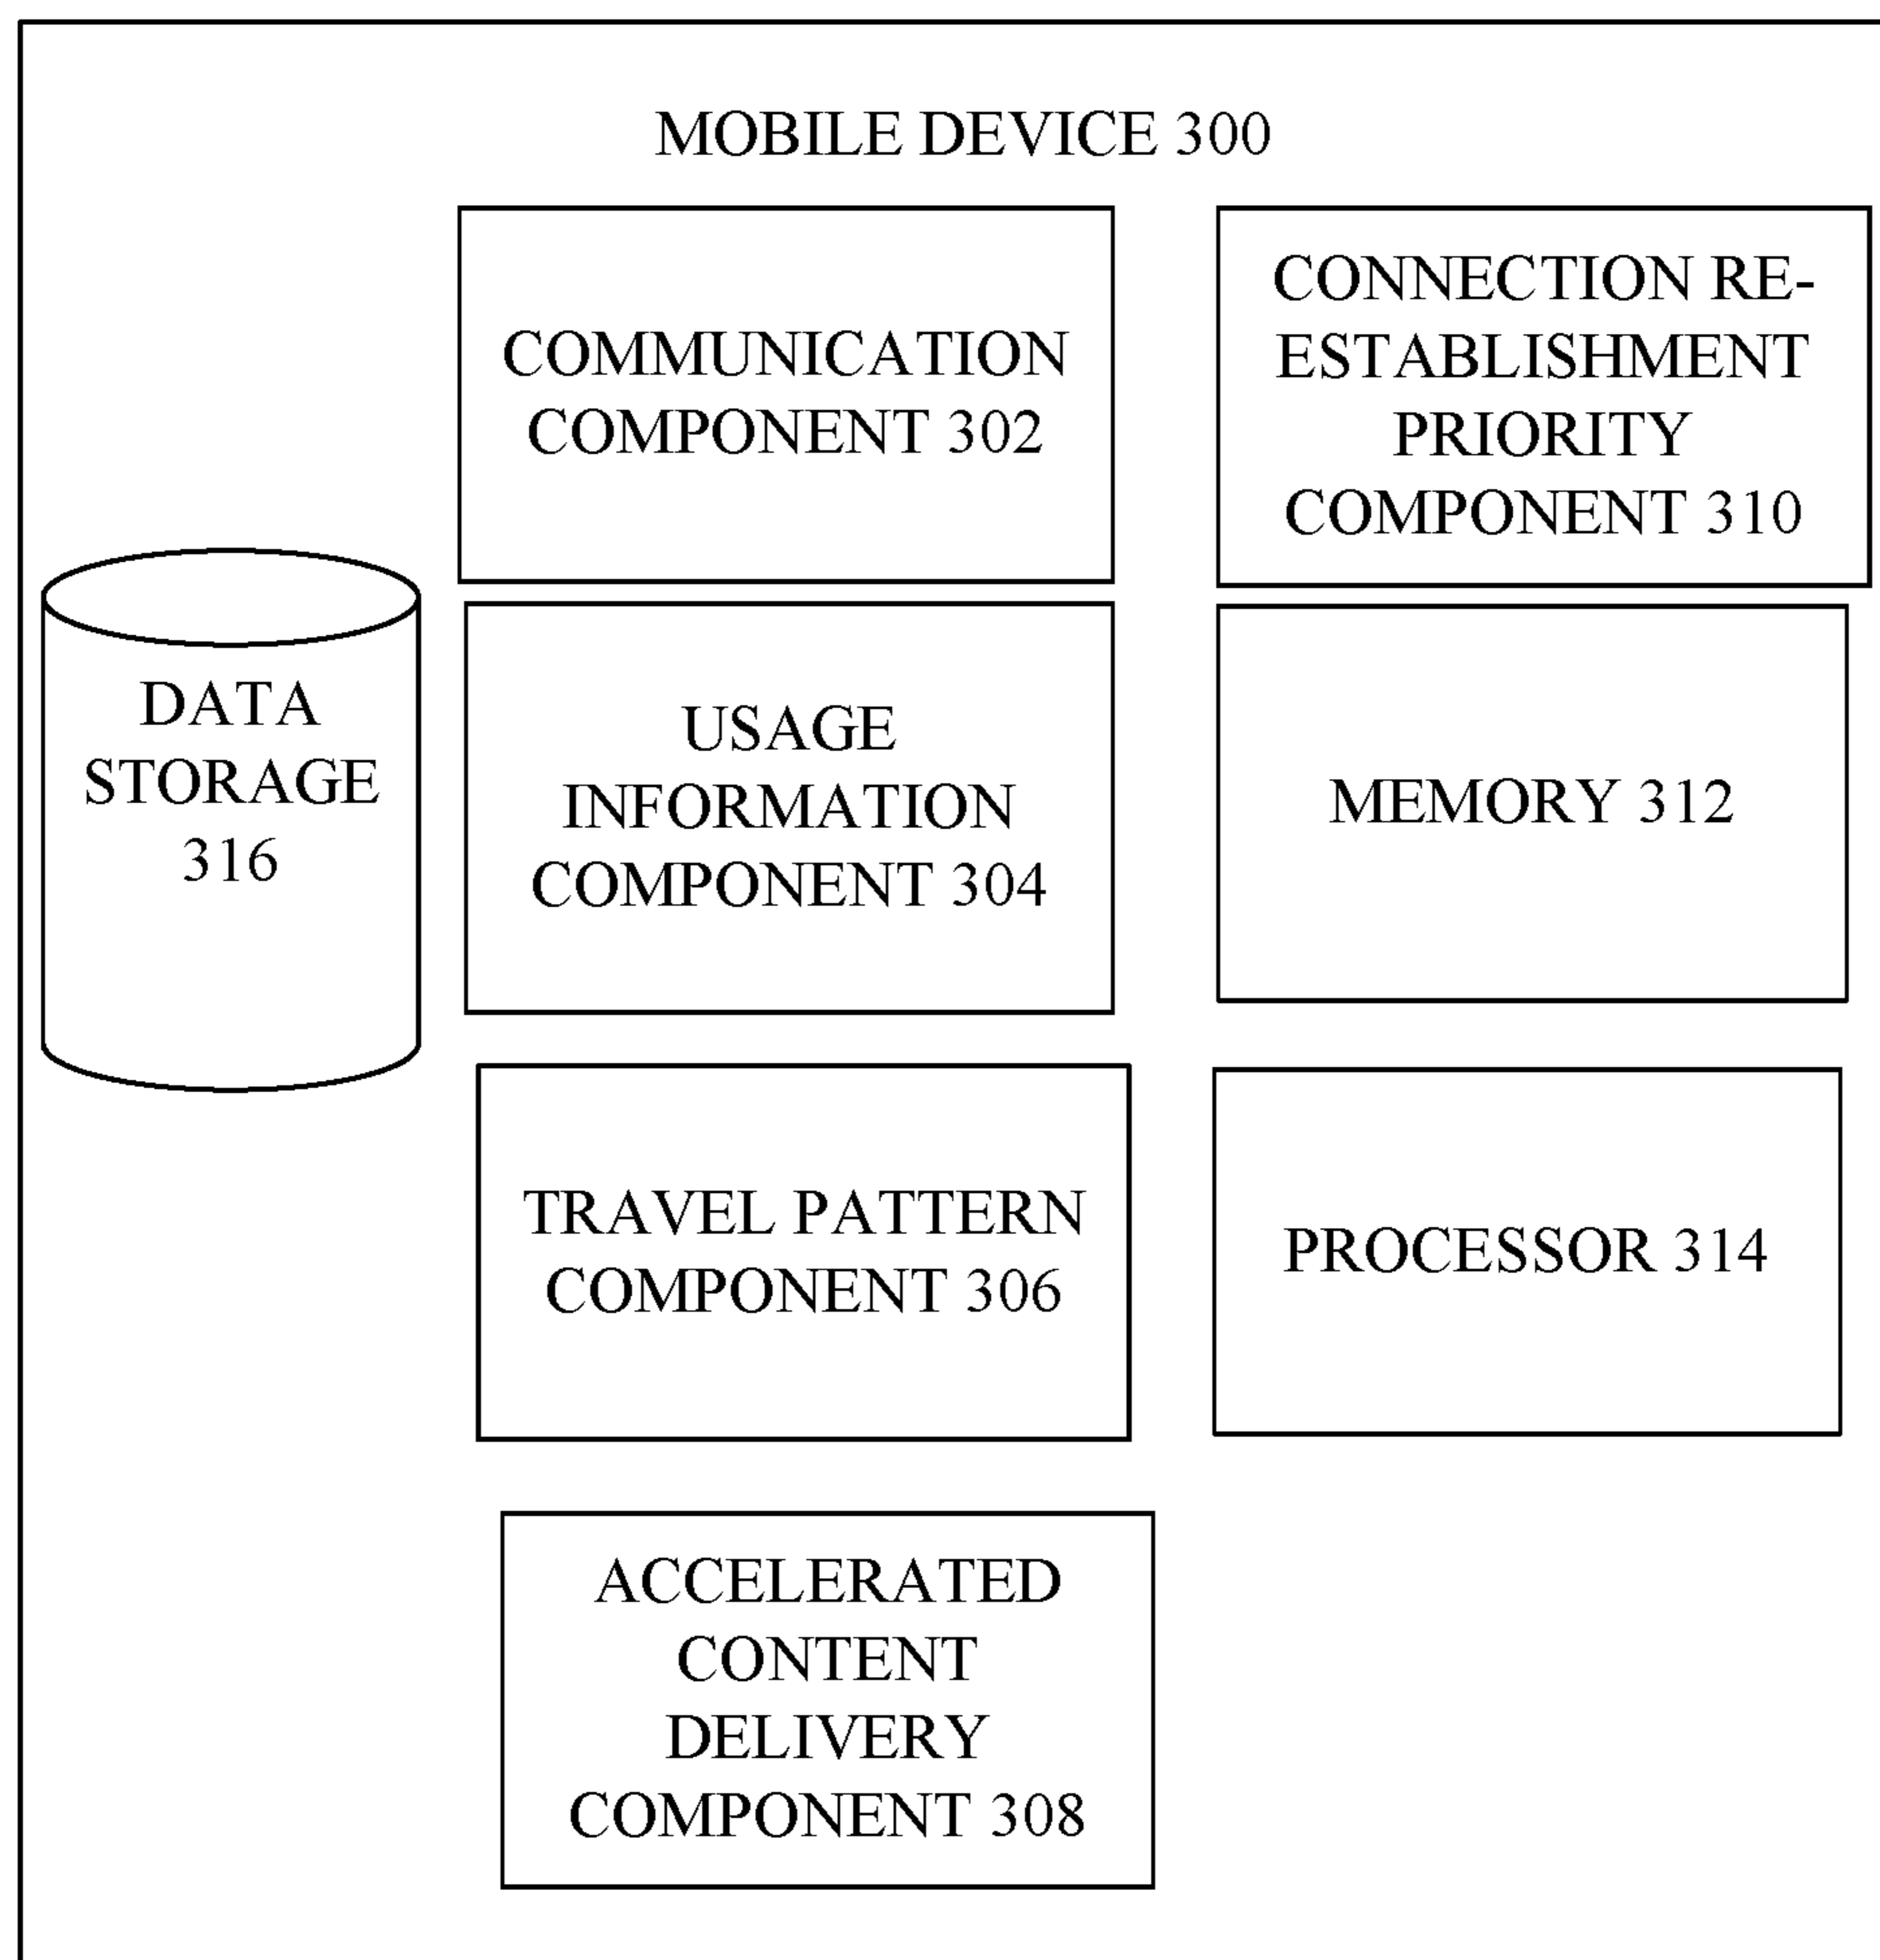 MOBILE DEVICE 300
COMMUNICATION
COMPONENT 302
CONNECTION RE-
ESTABLISHMENT
PRIORITY
COMPONENT 310
DATA
STORAGE
316
USAGE
INFORMATION
COMPONENT 304
MEMORY 312
TRAVEL PATTERN
COMPONENT 306
PROCESSOR 314
ACCELERATED
CONTENT
DELIVERY
COMPONENT 308